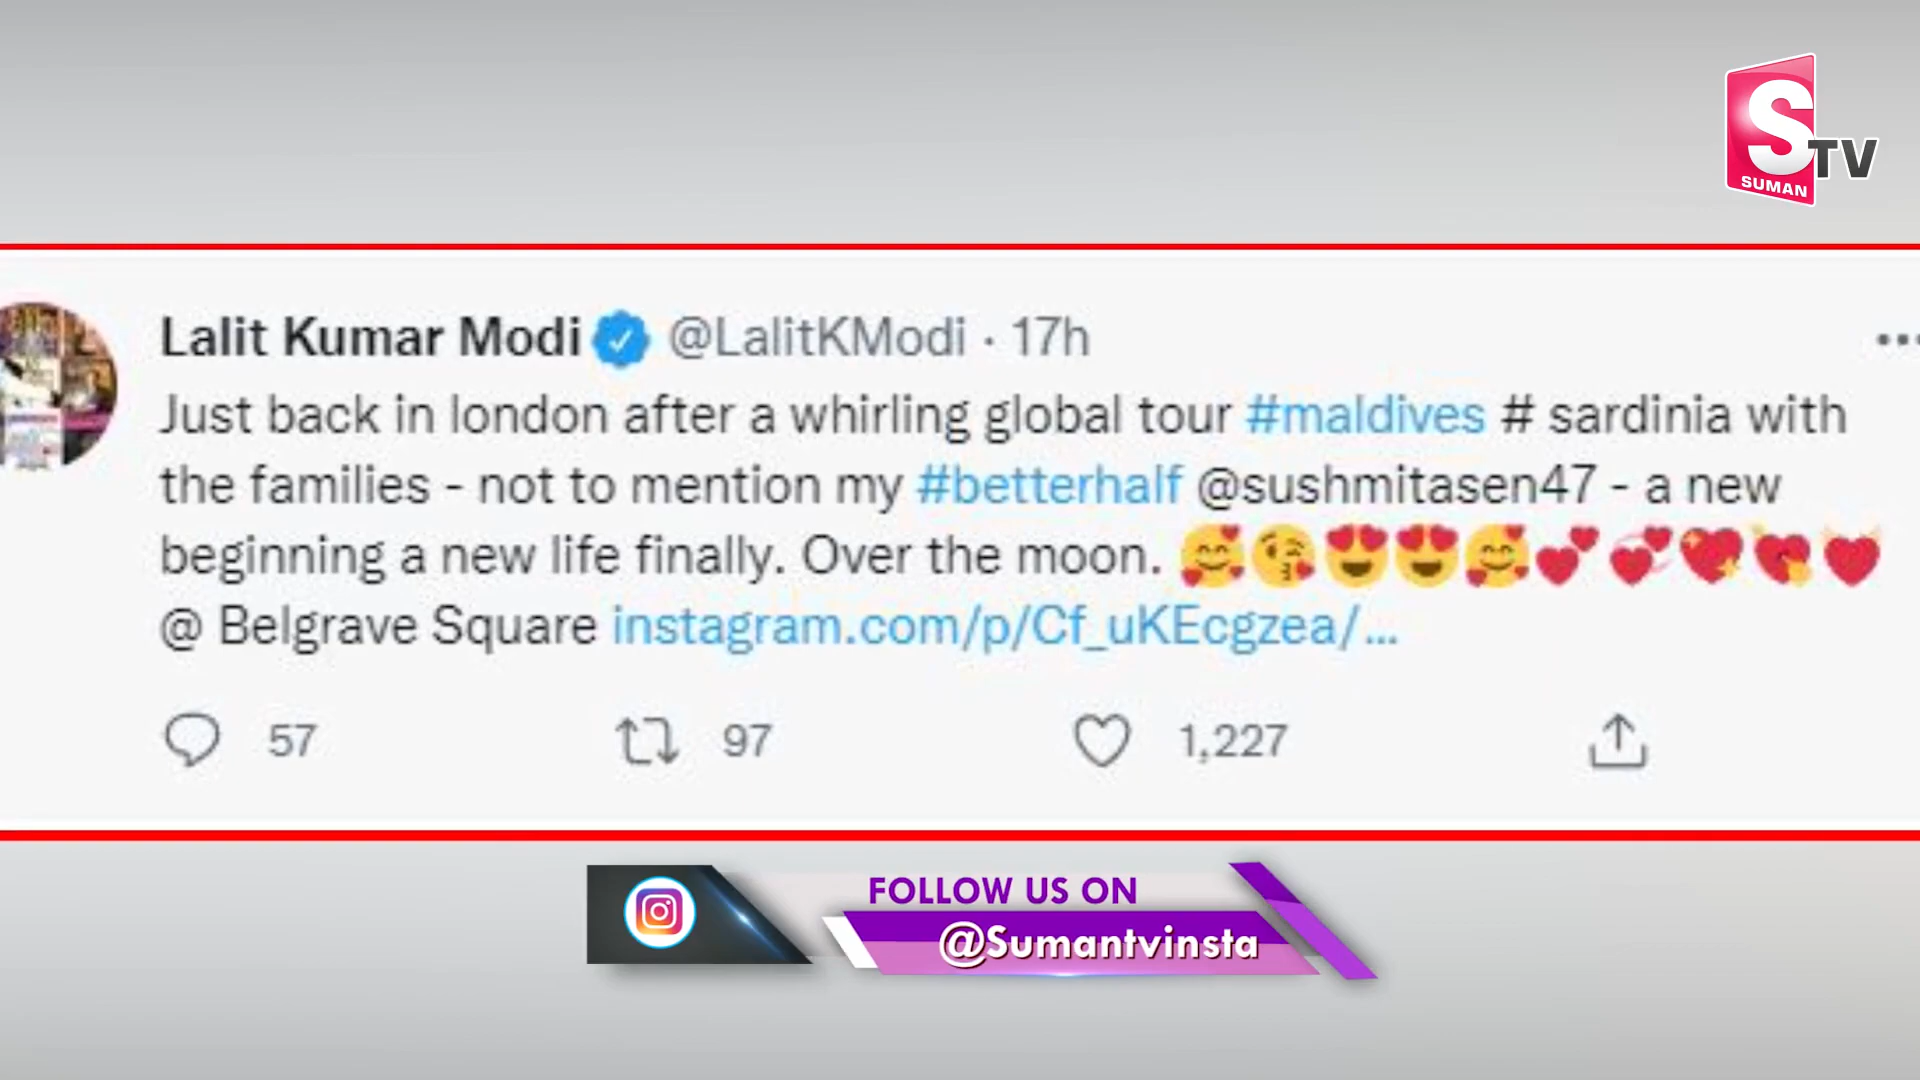 S TV
SUMAN
Lalit Kumar Modi @LalitKModi · 17h
Just back in london after a whirling global tour #maldives # sardinia with
the families - not to mention my #betterhalf @sushmitasen47 - a new
beginning a new life finally. Over the moon. 🥰😘😍😍🥰💕💞💖💘💓
@ Belgrave Square instagram.com/p/Cf_uKEcgzea/...
57 97 1,227
FOLLOW US ON
@Sumantvinsta